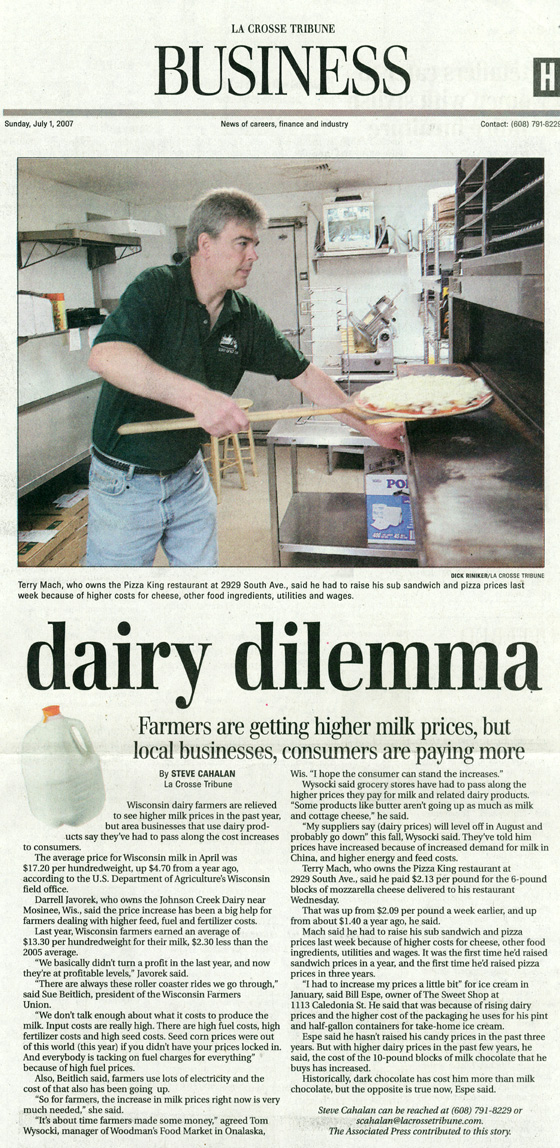 LA CROSSE TRIBUNE
BUSINESS
H
Sunday, July 1, 2007
News of careers, finance and industry
Contact: (608) 791-8229
PO
DICK RINIKER/LA CROSSE TRIBUNE
Terry Mach, who owns the Pizza King restaurant at 2929 South Ave., said he had to raise his sub sandwich and pizza prices last
week because of higher costs for cheese, other food ingredients, utilities and wages.
dairy dilemma
Farmers are getting higher milk prices, but
local businesses, consumers are paying more
By STEVE CAHALAN
La Crosse Tribune
Wisconsin dairy farmers are relieved
to see higher milk prices in the past year,
but area businesses that use dairy prod-
ucts say they've had to pass along the cost increases
to consumers.
The average price for Wisconsin milk in April was
$17.20 per hundredweight, up $4.70 from a year ago,
according to the U.S. Department of Agriculture's Wisconsin
field office.
Darrell Javorek, who owns the Johnson Creek Dairy near
Mosinee, Wis., said the price increase has been a big help for
farmers dealing with higher feed, fuel and fertilizer costs.
Last year, Wisconsin farmers earned an average of
$13.30 per hundredweight for their milk, $2.30 less than the
2005 average.
"We basically didn't turn a profit in the last year, and now
they're at profitable levels," Javorek said.
"There are always these roller coaster rides we go through,"
said Sue Beitlich, president of the Wisconsin Farmers
Union.
"We don't talk enough about what it costs to produce the
milk. Input costs are really high. There are high fuel costs, high
fertilizer costs and high seed costs. Seed corn prices were out
of this world (this year) if you didn't have your prices locked in.
And everybody is tacking on fuel charges for everything"
because of high fuel prices.
Also, Beitlich said, farmers use lots of electricity and the
cost of that also has been going up.
"So for farmers, the increase in milk prices right now is very
much needed," she said.
"It's about time farmers made some money," agreed Tom
Wysocki, manager of Woodman's Food Market in Onalaska,
Wis. "I hope the consumer can stand the increases."
Wysocki said grocery stores have had to pass along the
higher prices they pay for milk and related dairy products.
"Some products like butter aren't going up as much as milk
and cottage cheese," he said.
"My suppliers say (dairy prices) will level off in August and
probably go down" this fall, Wysocki said. They've told him
prices have increased because of increased demand for milk in
China, and higher energy and feed costs.
Terry Mach, who owns the Pizza King restaurant at
2929 South Ave., said he paid $2.13 per pound for the 6-pound
blocks of mozzarella cheese delivered to his restaurant
Wednesday.
That was up from $2.09 per pound a week earlier, and up
from about $1.40 a year ago, he said.
Mach said he had to raise his sub sandwich and pizza
prices last week because of higher costs for cheese, other food
ingredients, utilities and wages. It was the first time he'd raised
sandwich prices in a year, and the first time he'd raised pizza
prices in three years.
"I had to increase my prices a little bit" for ice cream in
January, said Bill Espe, owner of The Sweet Shop at
1113 Caledonia St. He said that was because of rising dairy
prices and the higher cost of the packaging he uses for his pint
and half-gallon containers for take-home ice cream.
Espe said he hasn't raised his candy prices in the past three
years. But with higher dairy prices in the past few years, he
said, the cost of the 10-pound blocks of milk chocolate that he
buys has increased.
Historically, dark chocolate has cost him more than milk
chocolate, but the opposite is true now, Espe said.
Steve Cahalan can be reached at (608) 791-8229 or
scahalan@lacrossetribune.com.
The Associated Press contributed to this story.